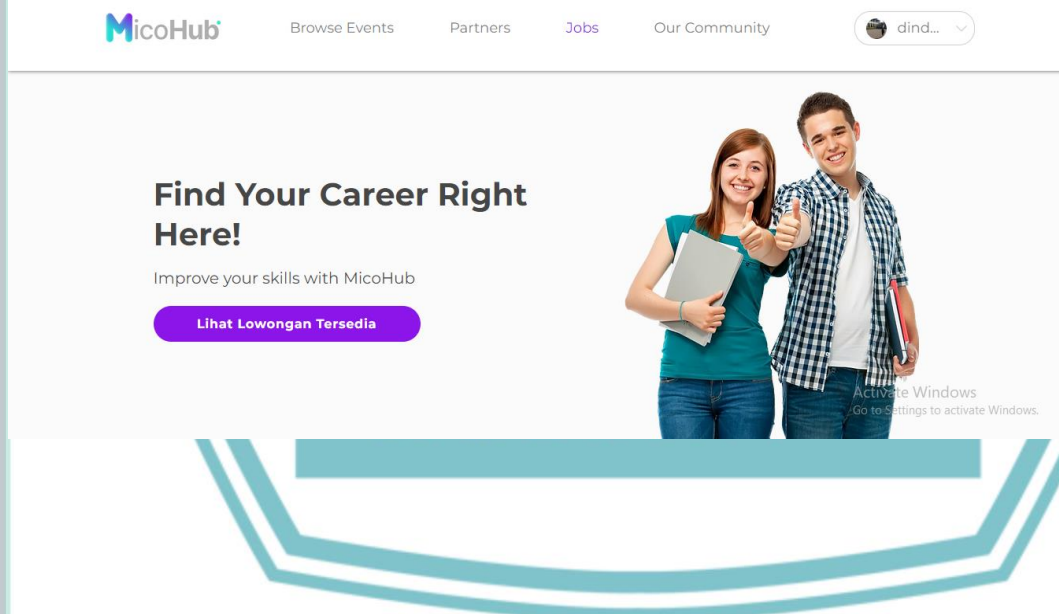 MicoHub
Browse Events
Partners
Jobs
Our Community
dind...
Find Your Career Right
Here!
Improve your skills with MicoHub
Lihat Lowongan Tersedia
Activate Windows
Go to Settings to activate Windows.